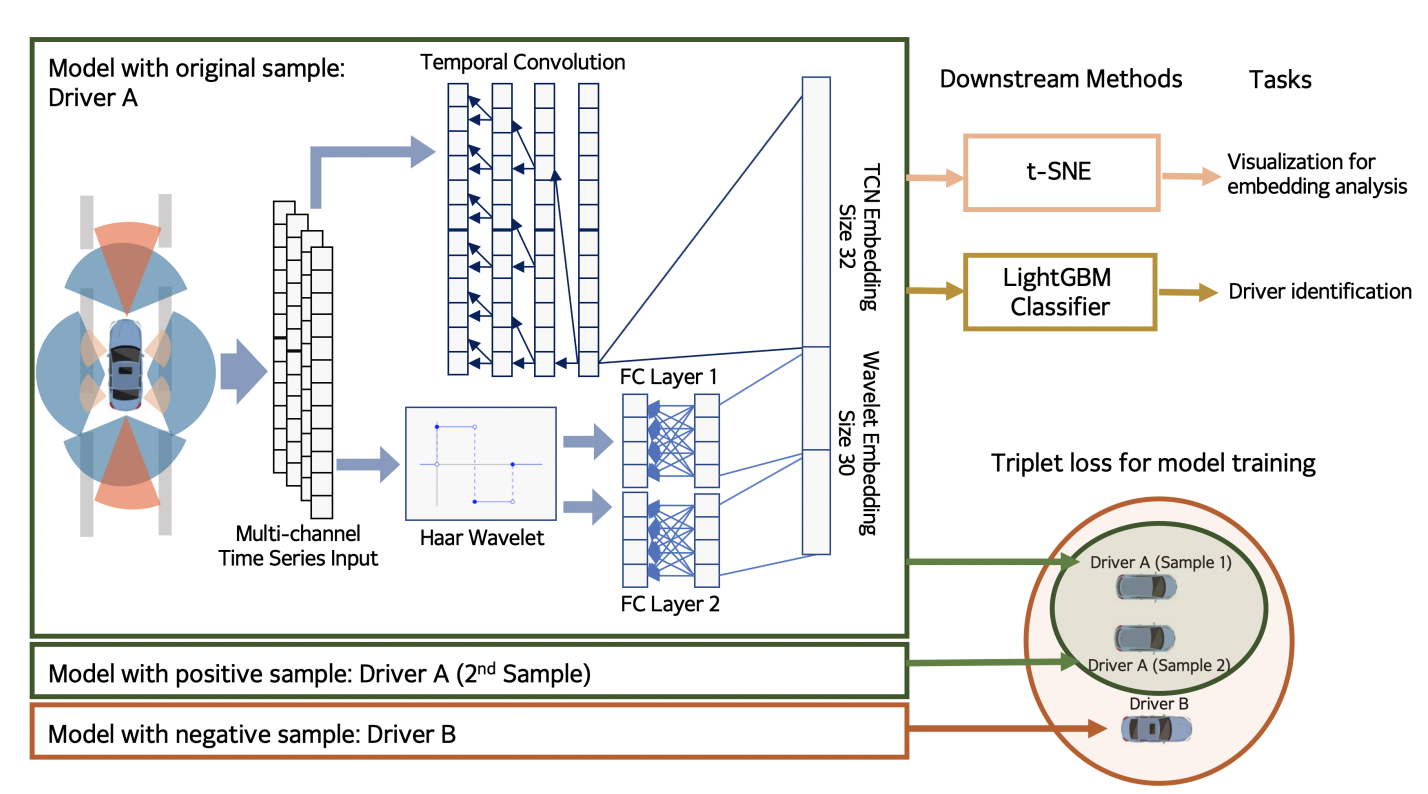 Model with original sample:
Driver A
Temporal Convolution
Downstream Methods
Tasks
TCN Embedding
Size 32
t-SNE
Visualization for
embedding analysis
LightGBM
Classifier
Driver identification
FC Layer 1
Wavelet Embedding
Size 30
Multi-channel
Time Series Input
Haar Wavelet
FC Layer 2
Triplet loss for model training
Driver A (Sample 1)
Driver A (Sample 2)
Driver B
Model with positive sample: Driver A (2nd Sample)
Model with negative sample: Driver B